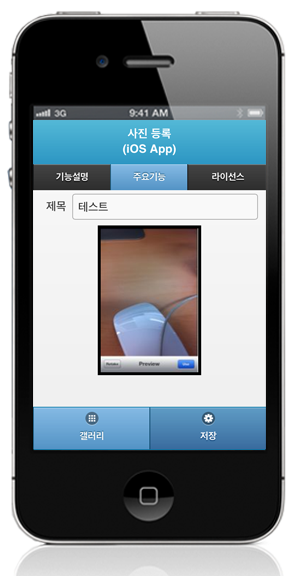 3G 9:41 AM
사진 등록
(iOS App)
기능설명 주요기능 라이선스
제목 테스트
Retake Preview Use
갤러리 저장